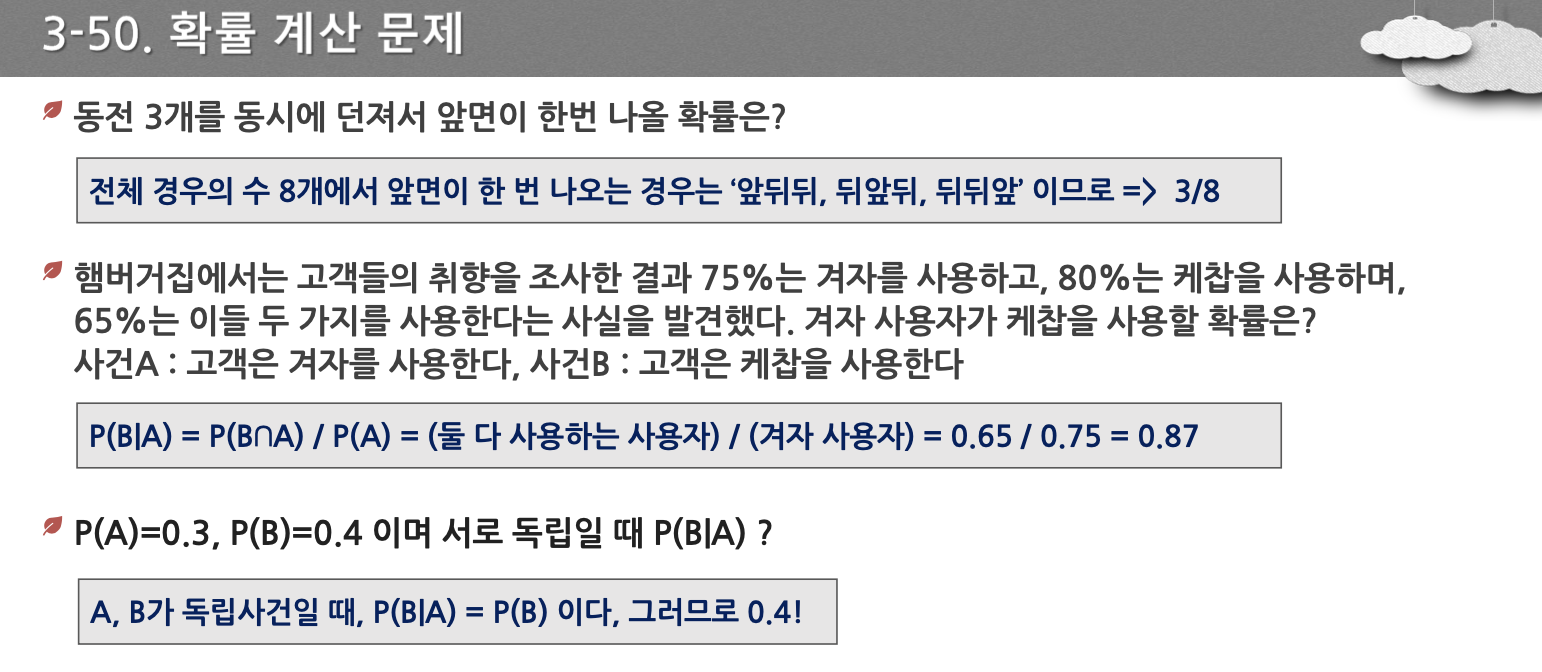 3-50. 확률 계산 문제
동전 3개를 동시에 던져서 앞면이 한번 나올 확률은?
전체 경우의 수 8개에서 앞면이 한 번 나오는 경우는 ‘앞뒤뒤, 뒤앞뒤, 뒤뒤앞’ 이므로 => 3/8
햄버거집에서는 고객들의 취향을 조사한 결과 75%는 겨자를 사용하고, 80%는 케찹을 사용하며,
65%는 이들 두 가지를 사용한다는 사실을 발견했다. 겨자 사용자가 케찹을 사용할 확률은?
사건A : 고객은 겨자를 사용한다, 사건B : 고객은 케찹을 사용한다
P(B|A) = P(B∩A) / P(A) = (둘 다 사용하는 사용자) / (겨자 사용자) = 0.65 / 0.75 = 0.87
P(A)=0.3, P(B)=0.4 이며 서로 독립일 때 P(B|A) ?
A, B가 독립사건일 때, P(B|A) = P(B) 이다, 그러므로 0.4!